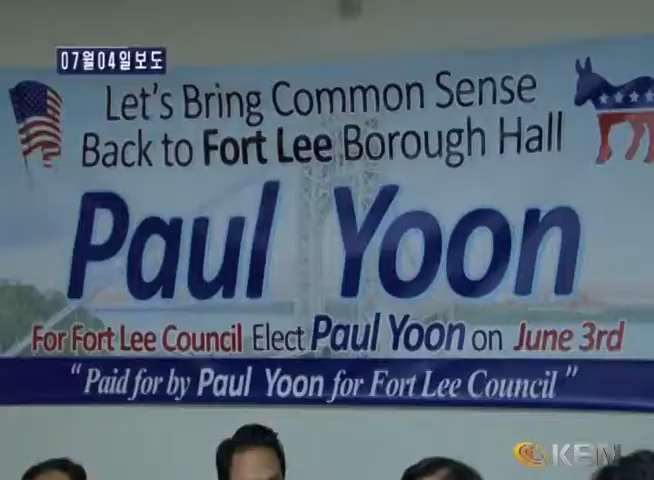 07월04일보도
Let's Bring Common Sense
Back to Fort Lee Borough Hall
Paul Yoon
For Fort Lee Council Elect Paul Yoon on June 3rd
"Paid for by Paul Yoon for Fort Lee Council"
KBN